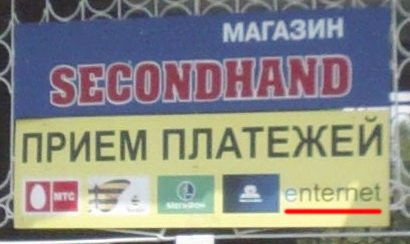 МАГАЗИН
SECONDHAND
ПРИЕМ ПЛАТЕЖЕЙ
МТС МегаФон enternet